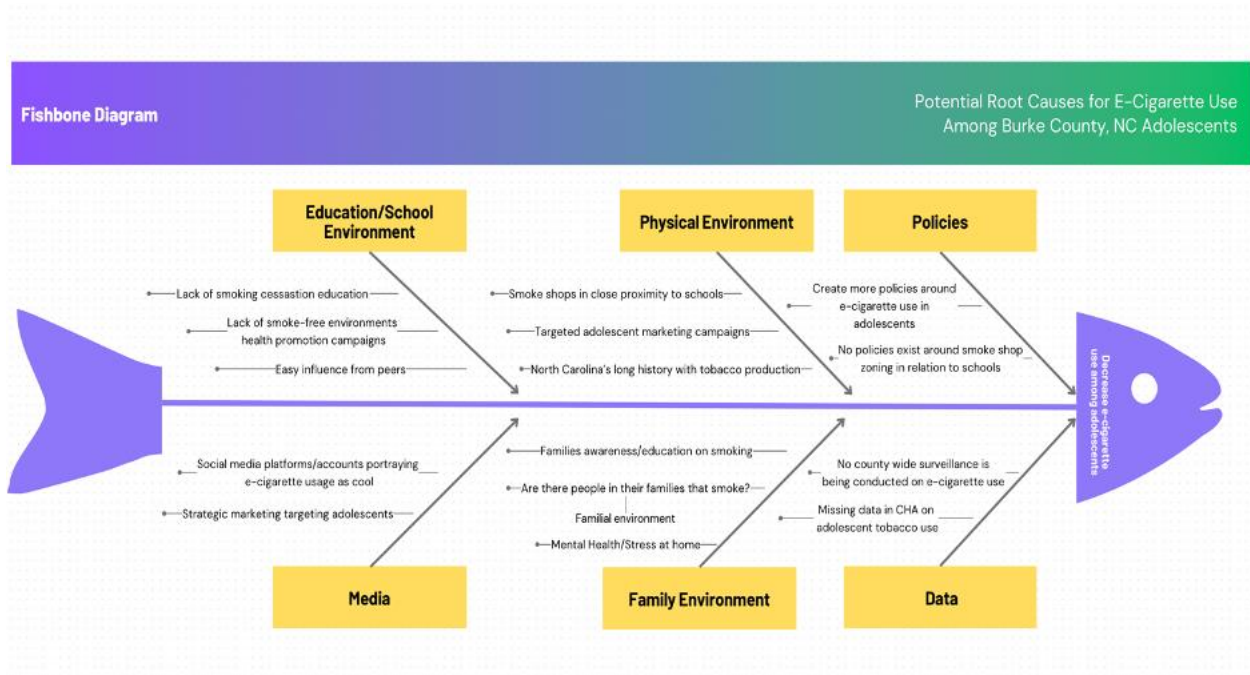 Fishbone Diagram
Potential Root Causes for E-Cigarette Use
Among Burke County, NC Adolescents
Education/School
Environment
Physical Environment
Policies
Lack of smoking cessastion education
Lack of smoke-free environments
health promotion campaigns
Easy influence from peers
Smoke shops in close proximity to schools
Targeted adolescent marketing campaigns
North Carolina's long history with tobacco production
Create more policies around
e-cigarette use in
adolescents
No policies exist around smoke shop
zoning in relation to schools
Decrease e-cigarette
use among adolescents
Social media platforms/accounts portraying
e-cigarette usage as cool
Strategic marketing targeting adolescents
Families awareness/education on smoking
Are there people in their families that smoke?
Familial environment
Mental Health/Stress at home
No county wide surveillance is
being conducted on e-cigarette use
Missing data in CHA on
adolescent tobacco use
Media
Family Environment
Data